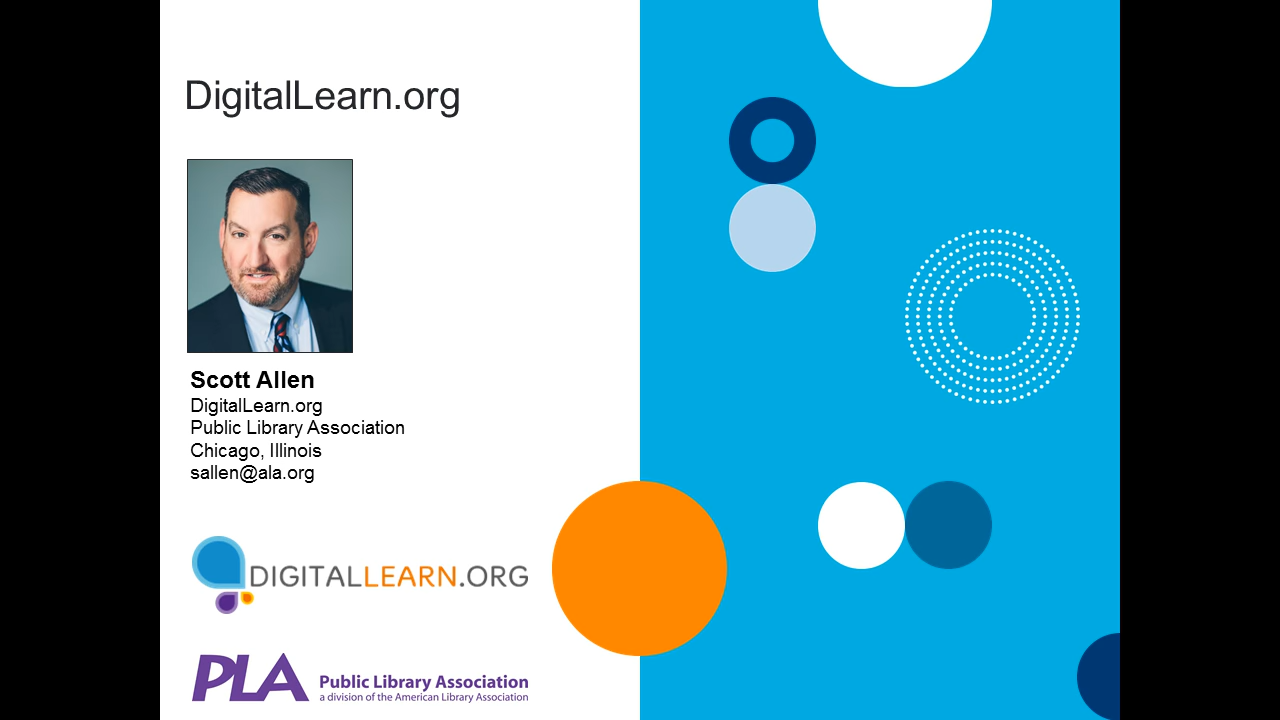 DigitalLearn.org
Scott Allen
DigitalLearn.org
Public Library Association
Chicago, Illinois
sallen@ala.org
DIGITALLEARN.ORG
PLA Public Library Association
a division of the American Library Association